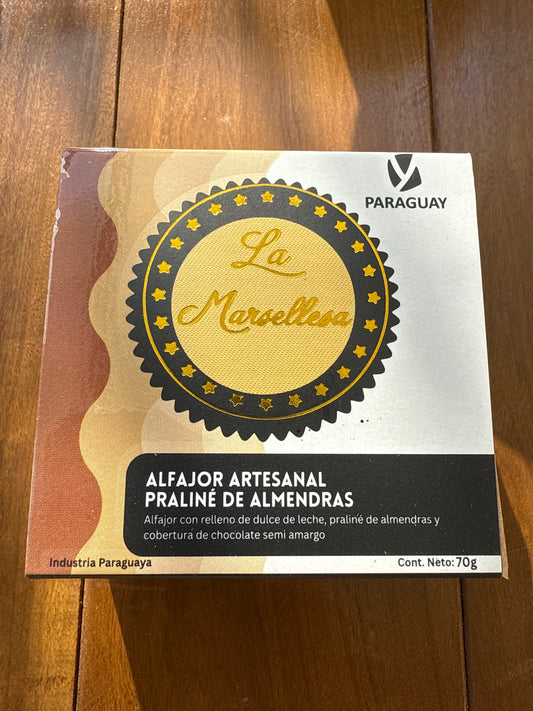 PARAGUAY
La
Marsellesa
ALFAJOR ARTESANAL
PRALINÉ DE ALMENDRAS
Alfajor con relleno de dulce de leche, praliné de almendras y
cobertura de chocolate semi amargo
Industria Paraguaya
Cont. Neto: 70g